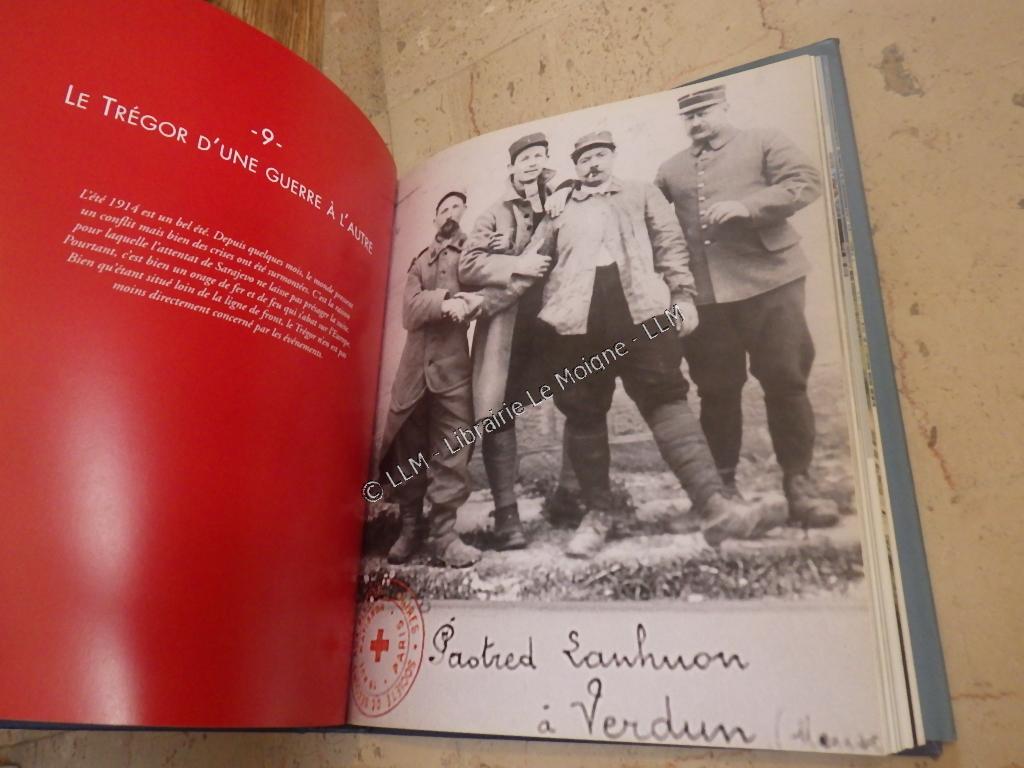 -9-
LE TRÉGOR D'UNE GUERRE À L'AUTRE
L'été 1914 est un bel été. Depuis quelques mois, le monde pressent
un conflit mais bien des crises ont été surmontées. C'est la raison
pour laquelle l'attentat de Sarajevo ne laisse pas présager la suite.
Pourtant, c'est bien un orage de fer et de feu qui s'abat sur l'Europe.
Bien qu'étant situé loin de la ligne de front, le Trégor n'en est pas
moins directement concerné par les événements.
© LLM - Librairie Le Moigne - LLM
PARIS
Paotred Lanhuon
à Verdun